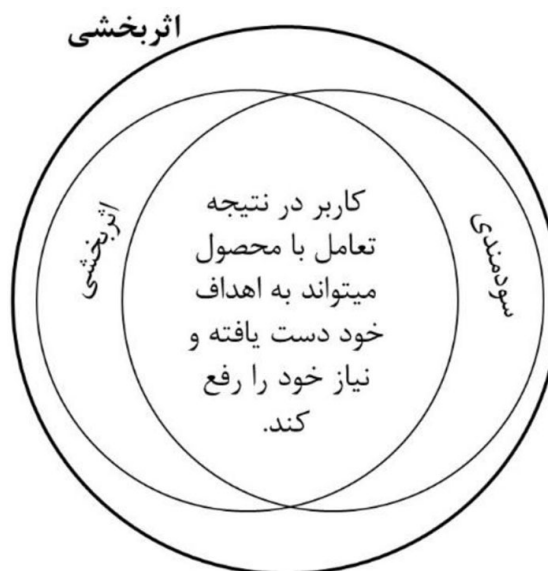 اثربخشی
اثربخشی
سودمندی
کاربر در نتیجه
تعامل با محصول
میتواند به اهداف
خود دست یافته و
نیاز خود را رفع
کند.